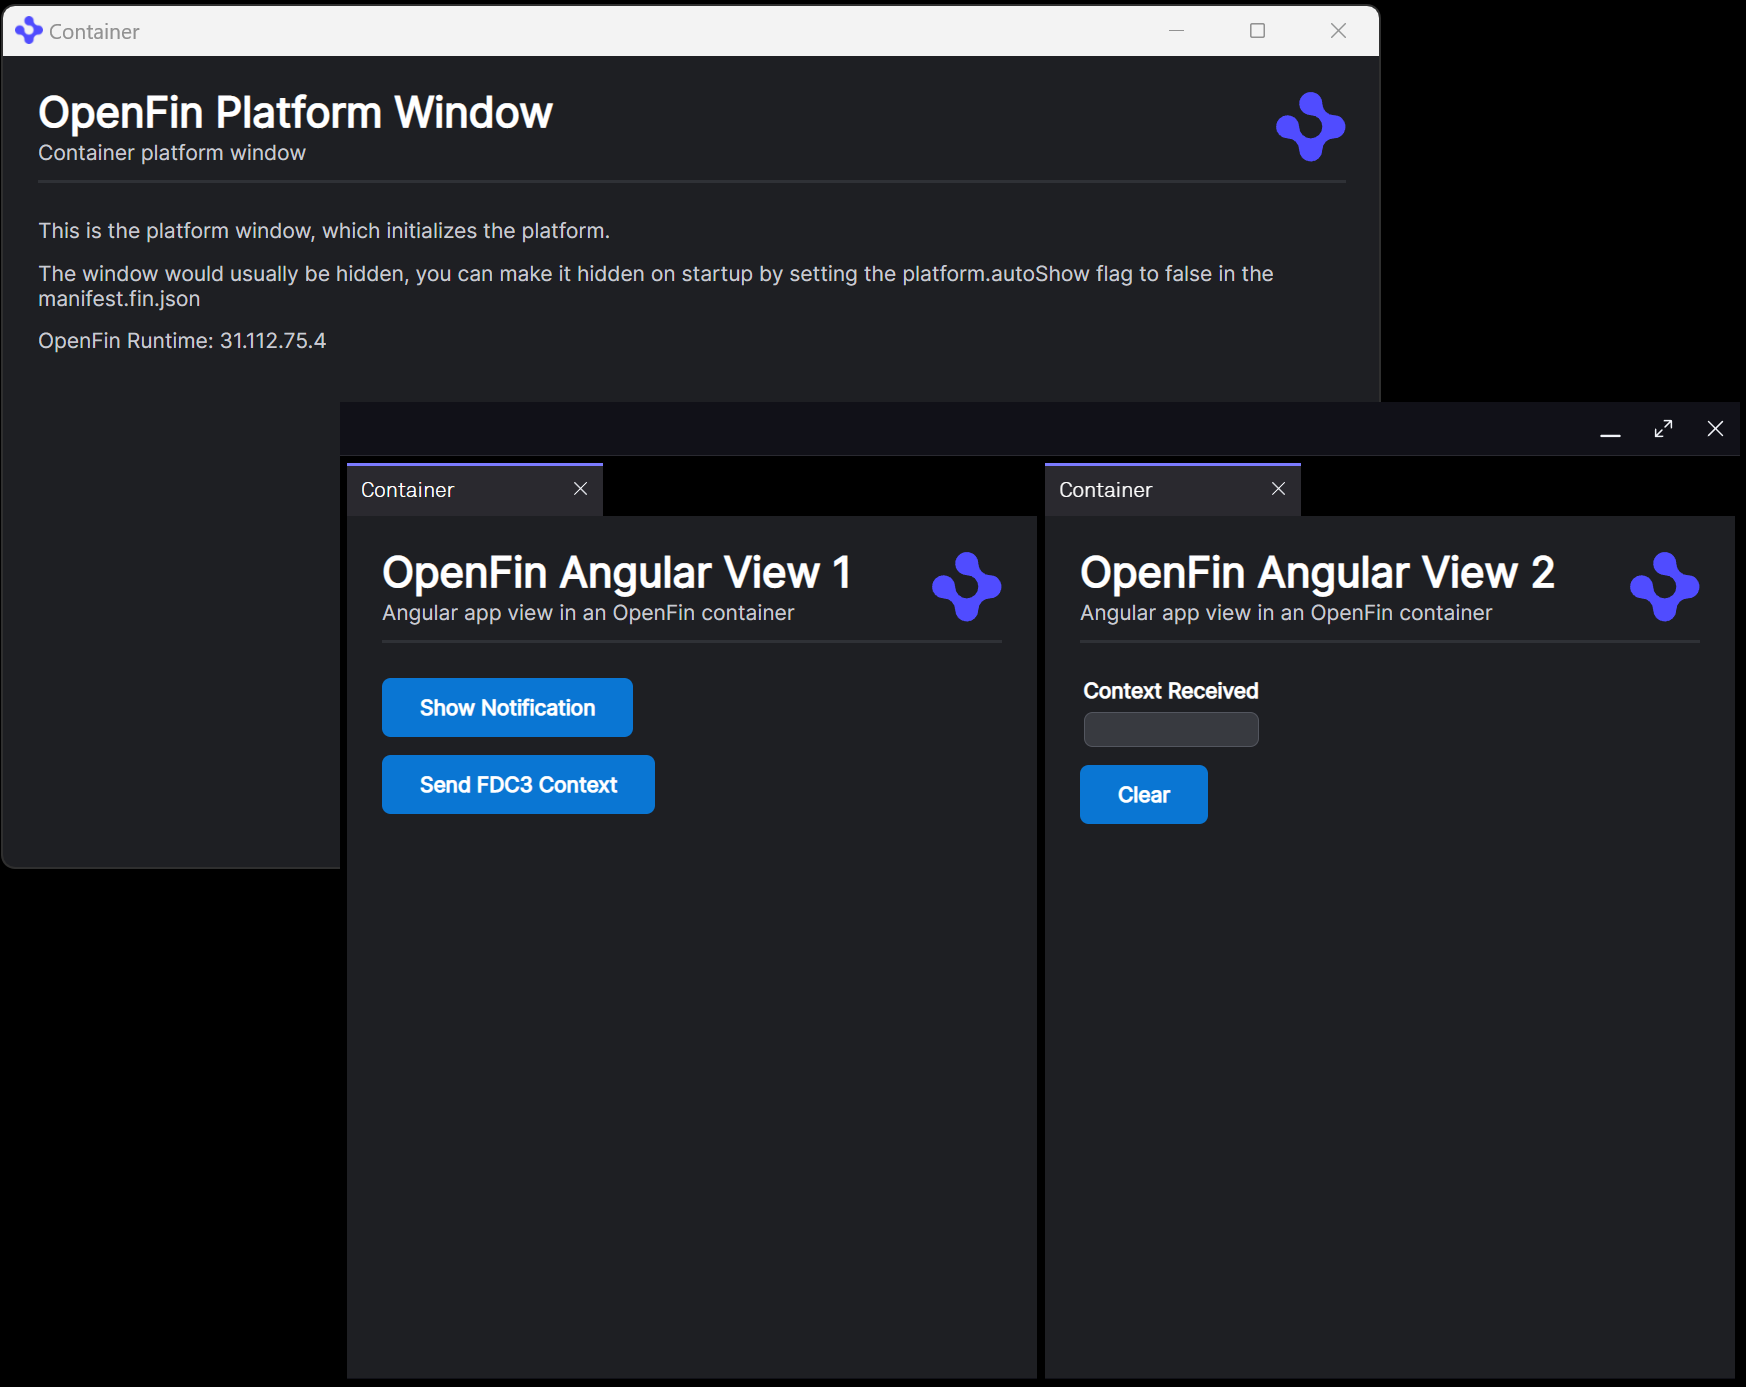 Container
OpenFin Platform Window
Container platform window
This is the platform window, which initializes the platform.
The window would usually be hidden, you can make it hidden on startup by setting the platform.autoShow flag to false in the
manifest.fin.json
OpenFin Runtime: 31.112.75.4
Container
OpenFin Angular View 1
Angular app view in an OpenFin container
Show Notification
Send FDC3 Context
Container
OpenFin Angular View 2
Angular app view in an OpenFin container
Context Received
Clear